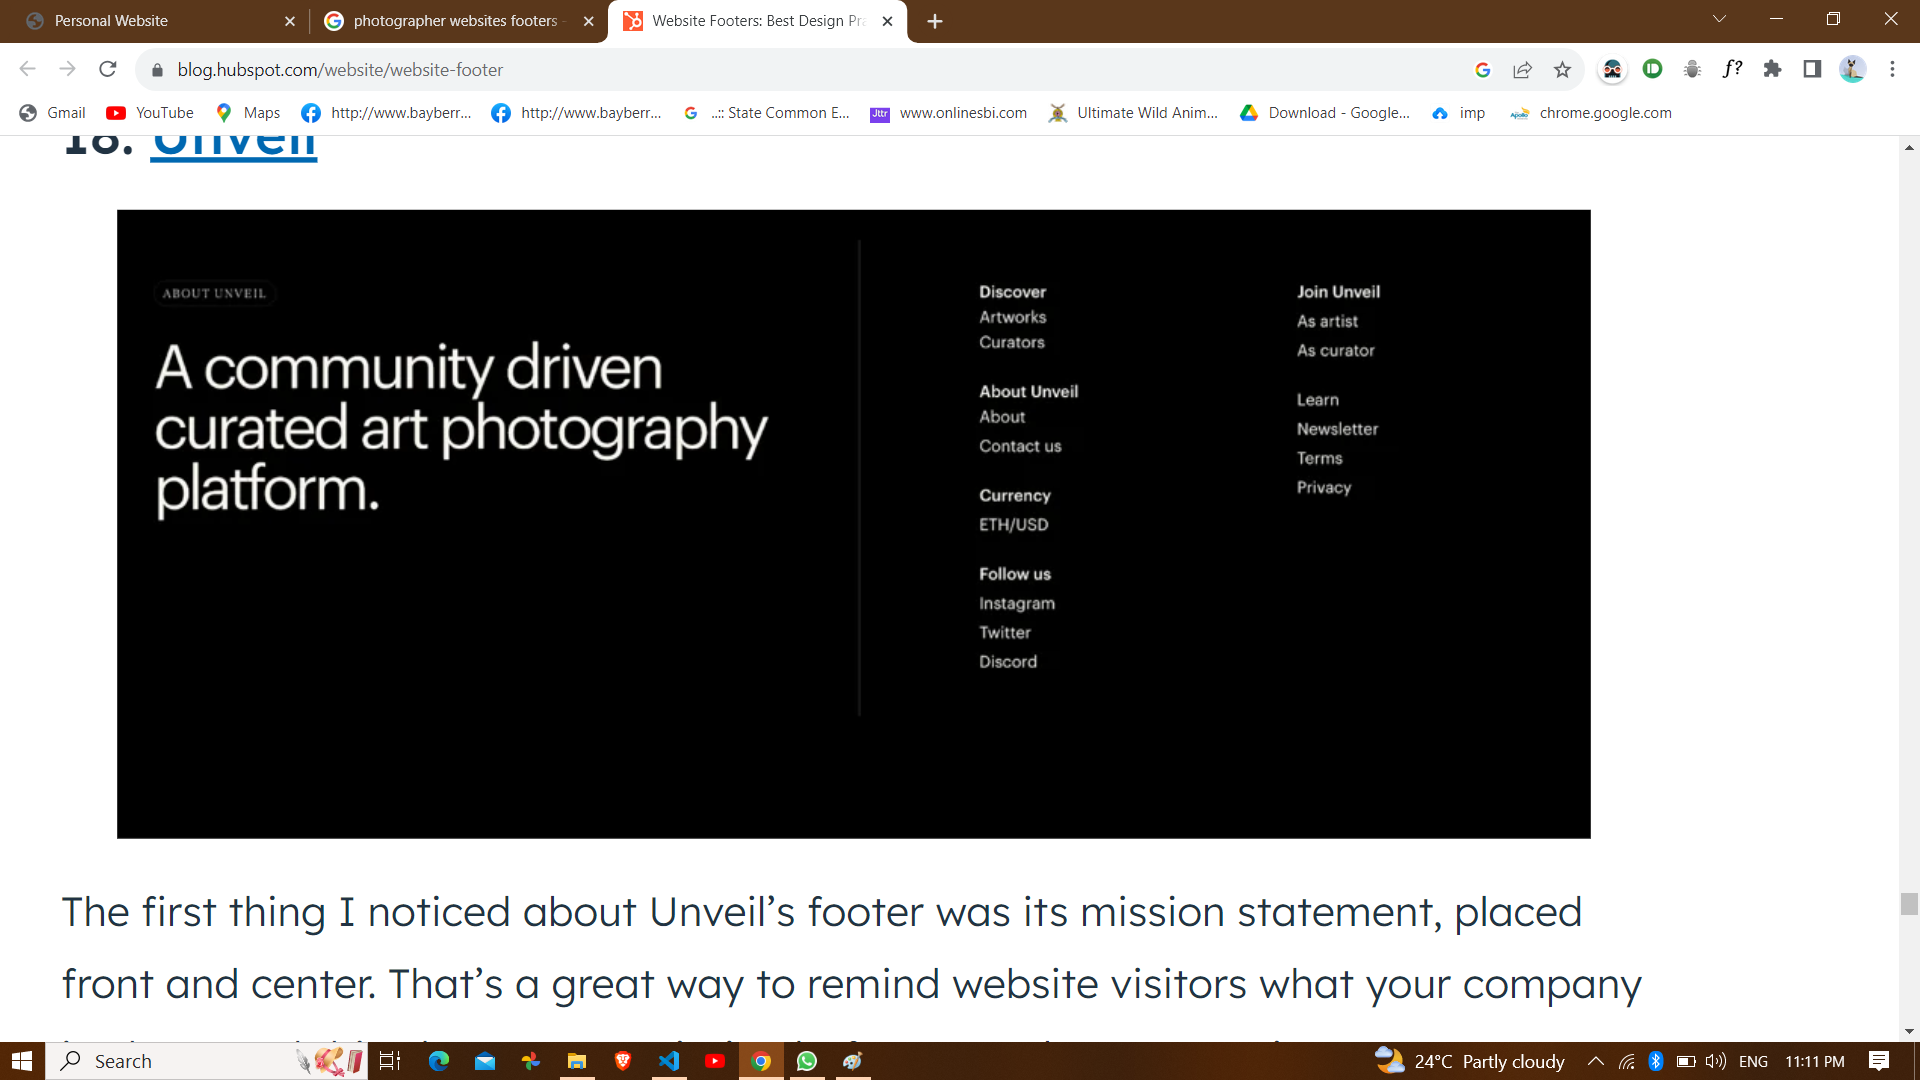 Personal Website
photographer websites footers -
Website Footers: Best Design Pra
blog.hubspot.com/website/website-footer
f?
Gmail
YouTube
Maps
http://www.bayberr...
http://www.bayberr...
..:: State Common E...
Jttr
www.onlinesbi.com
Ultimate Wild Anim...
Download - Google...
imp
chrome.google.com
18. Unveil
ABOUT UNVEIL
A community driven
curated art photography
platform.
Discover
Artworks
Curators
About Unveil
About
Contact us
Currency
ETH/USD
Follow us
Instagram
Twitter
Discord
Join Unveil
As artist
As curator
Learn
Newsletter
Terms
Privacy
The first thing I noticed about Unveil’s footer was its mission statement, placed
front and center. That’s a great way to remind website visitors what your company
Search
24°C Partly cloudy
ENG
11:11 PM